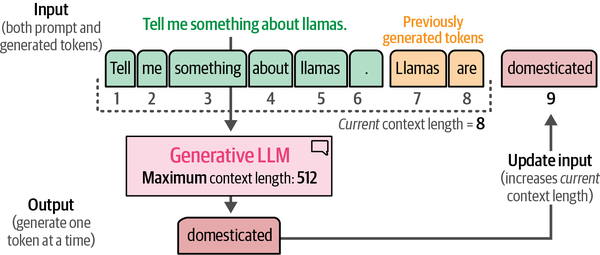 Input
(both prompt and
generated tokens)
Tell me something about llamas.
Previously
generated tokens
Tell me something about llamas . Llamas are domesticated
1 2 3 4 5 6 7 8 9
Current context length = 8
Generative LLM
Maximum context length: 512
Update input
(increases current
context length)
Output
(generate one
token at a time)
domesticated